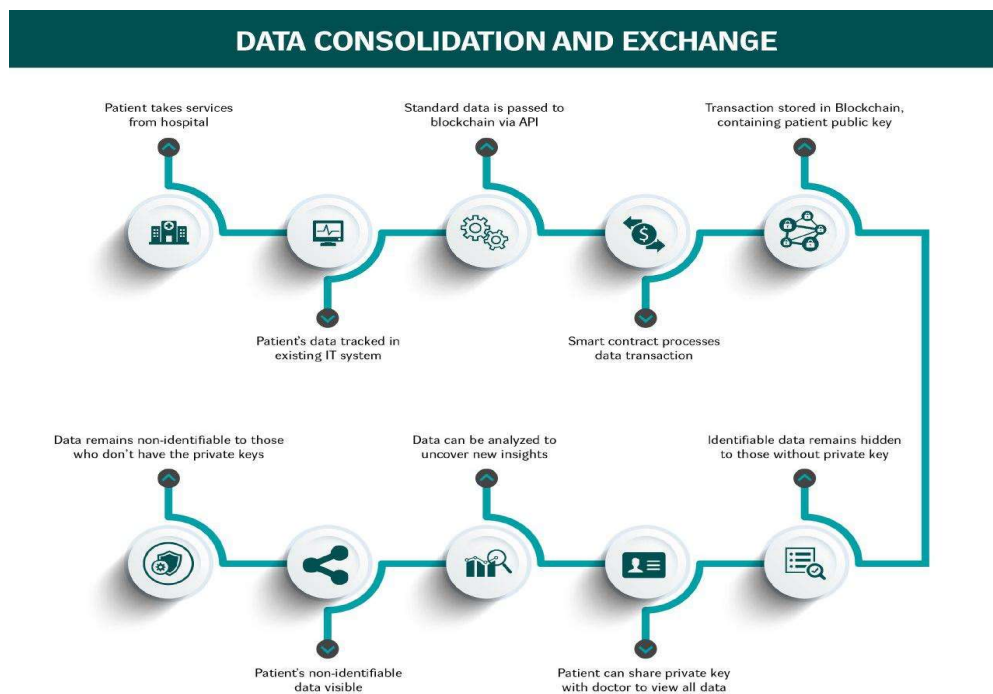 DATA CONSOLIDATION AND EXCHANGE
Patient takes services
from hospital
Standard data is passed to
blockchain via API
Transaction stored in Blockchain,
containing patient public key
Patient's data tracked in
existing IT system
Smart contract processes
data transaction
Data remains non-identifiable to those
who don't have the private keys
Data can be analyzed to
uncover new insights
Identifiable data remains hidden
to those without private key
$
Patient's non-identifiable
data visible
Patient can share private key
with doctor to view all data